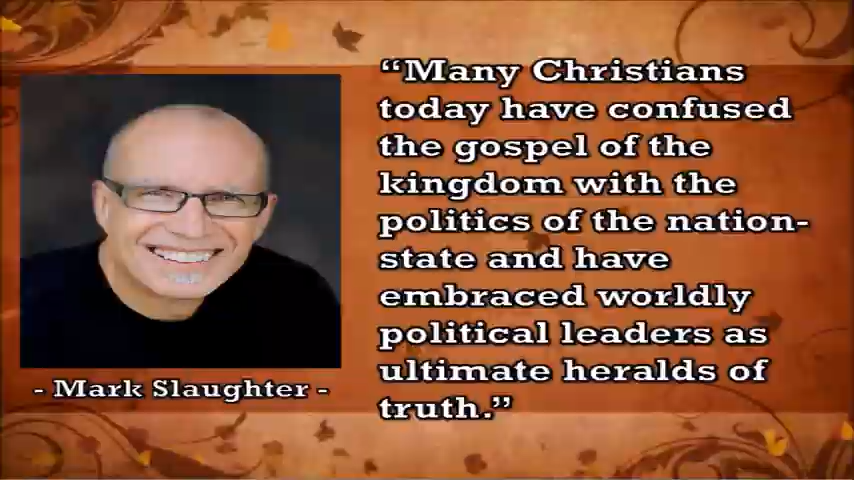 “Many Christians
today have confused
the gospel of the
kingdom with the
politics of the nation-
state and have
embraced worldly
political leaders as
ultimate heralds of
truth.”
- Mark Slaughter -